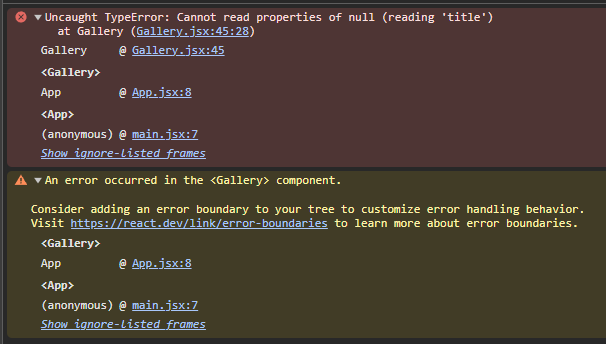 Uncaught TypeError: Cannot read properties of null (reading 'title')
at Gallery (Gallery.jsx:45:28)
Gallery @ Gallery.jsx:45
<Gallery>
App @ App.jsx:8
<App>
(anonymous) @ main.jsx:7
Show ignore-listed frames
An error occurred in the <Gallery> component.
Consider adding an error boundary to your tree to customize error handling behavior.
Visit https://react.dev/link/error-boundaries to learn more about error boundaries.
<Gallery>
App @ App.jsx:8
<App>
(anonymous) @ main.jsx:7
Show ignore-listed frames